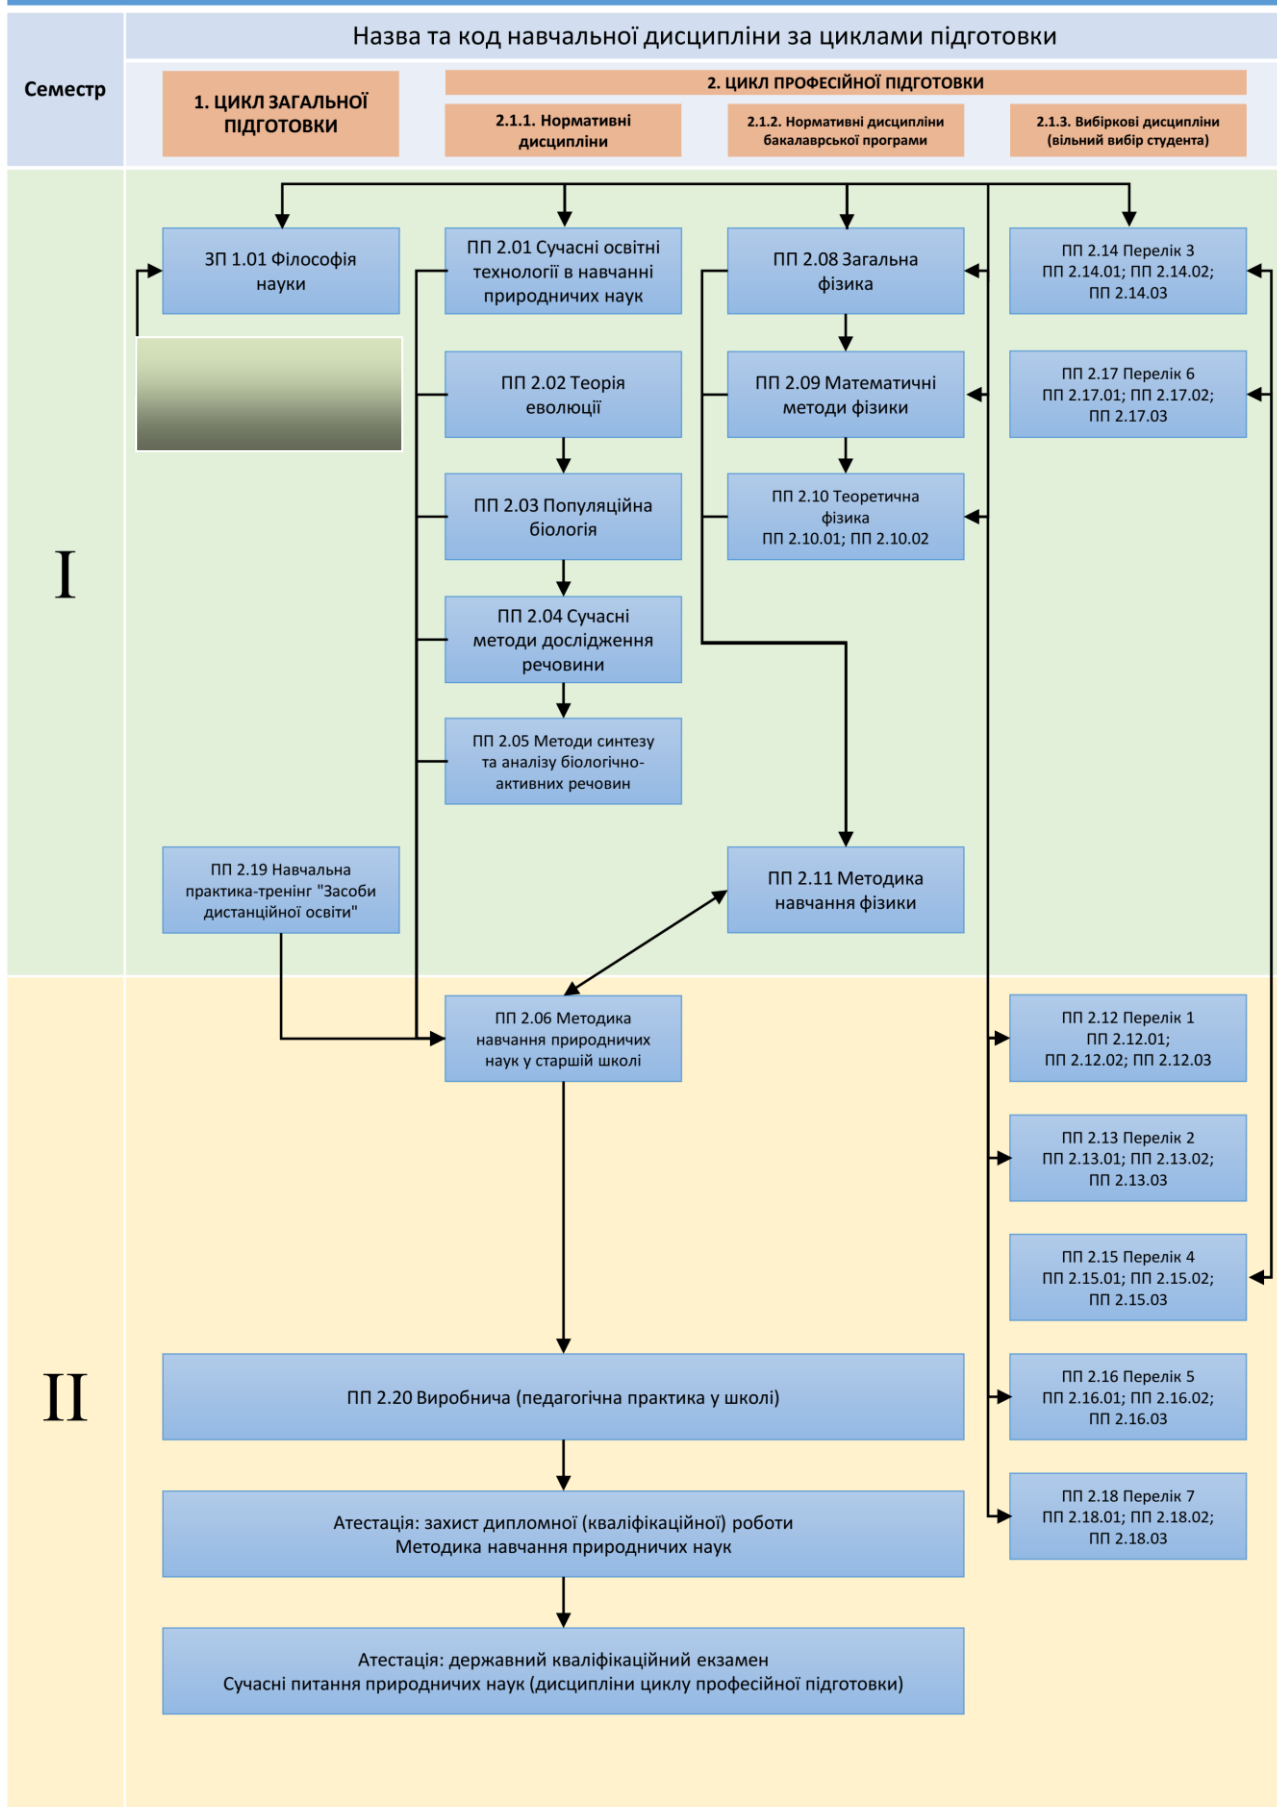 Назва та код навчальної дисципліни за циклами підготовки
Семестр
1. ЦИКЛ ЗАГАЛЬНОЇ
ПІДГОТОВКИ
2. ЦИКЛ ПРОФЕСІЙНОЇ ПІДГОТОВКИ
2.1.1. Нормативні
дисципліни
2.1.2. Нормативні дисципліни
бакалаврської програми
2.1.3. Вибіркові дисципліни
(вільний вибір студента)
I
ЗП 1.01 Філософія
науки
ПП 2.01 Сучасні освітні
технології в навчанні
природничих наук
ПП 2.08 Загальна
фізика
ПП 2.14 Перелік 3
ПП 2.14.01; ПП 2.14.02;
ПП 2.14.03
ПП 2.02 Теорія
еволюції
ПП 2.09 Математичні
методи фізики
ПП 2.17 Перелік 6
ПП 2.17.01; ПП 2.17.02;
ПП 2.17.03
ПП 2.03 Популяційна
біологія
ПП 2.10 Теоретична
фізика
ПП 2.10.01; ПП 2.10.02
ПП 2.04 Сучасні
методи дослідження
речовини
ПП 2.05 Методи синтезу
та аналізу біологічно-
активних речовин
ПП 2.19 Навчальна
практика-тренінг "Засоби
дистанційної освіти"
ПП 2.11 Методика
навчання фізики
II
ПП 2.06 Методика
навчання природничих
наук у старшій школі
ПП 2.12 Перелік 1
ПП 2.12.01;
ПП 2.12.02; ПП 2.12.03
ПП 2.13 Перелік 2
ПП 2.13.01; ПП 2.13.02;
ПП 2.13.03
ПП 2.15 Перелік 4
ПП 2.15.01; ПП 2.15.02;
ПП 2.15.03
ПП 2.20 Виробнича (педагогічна практика у школі)
ПП 2.16 Перелік 5
ПП 2.16.01; ПП 2.16.02;
ПП 2.16.03
Атестація: захист дипломної (кваліфікаційної) роботи
Методика навчання природничих наук
ПП 2.18 Перелік 7
ПП 2.18.01; ПП 2.18.02;
ПП 2.18.03
Атестація: державний кваліфікаційний екзамен
Сучасні питання природничих наук (дисципліни циклу професійної підготовки)